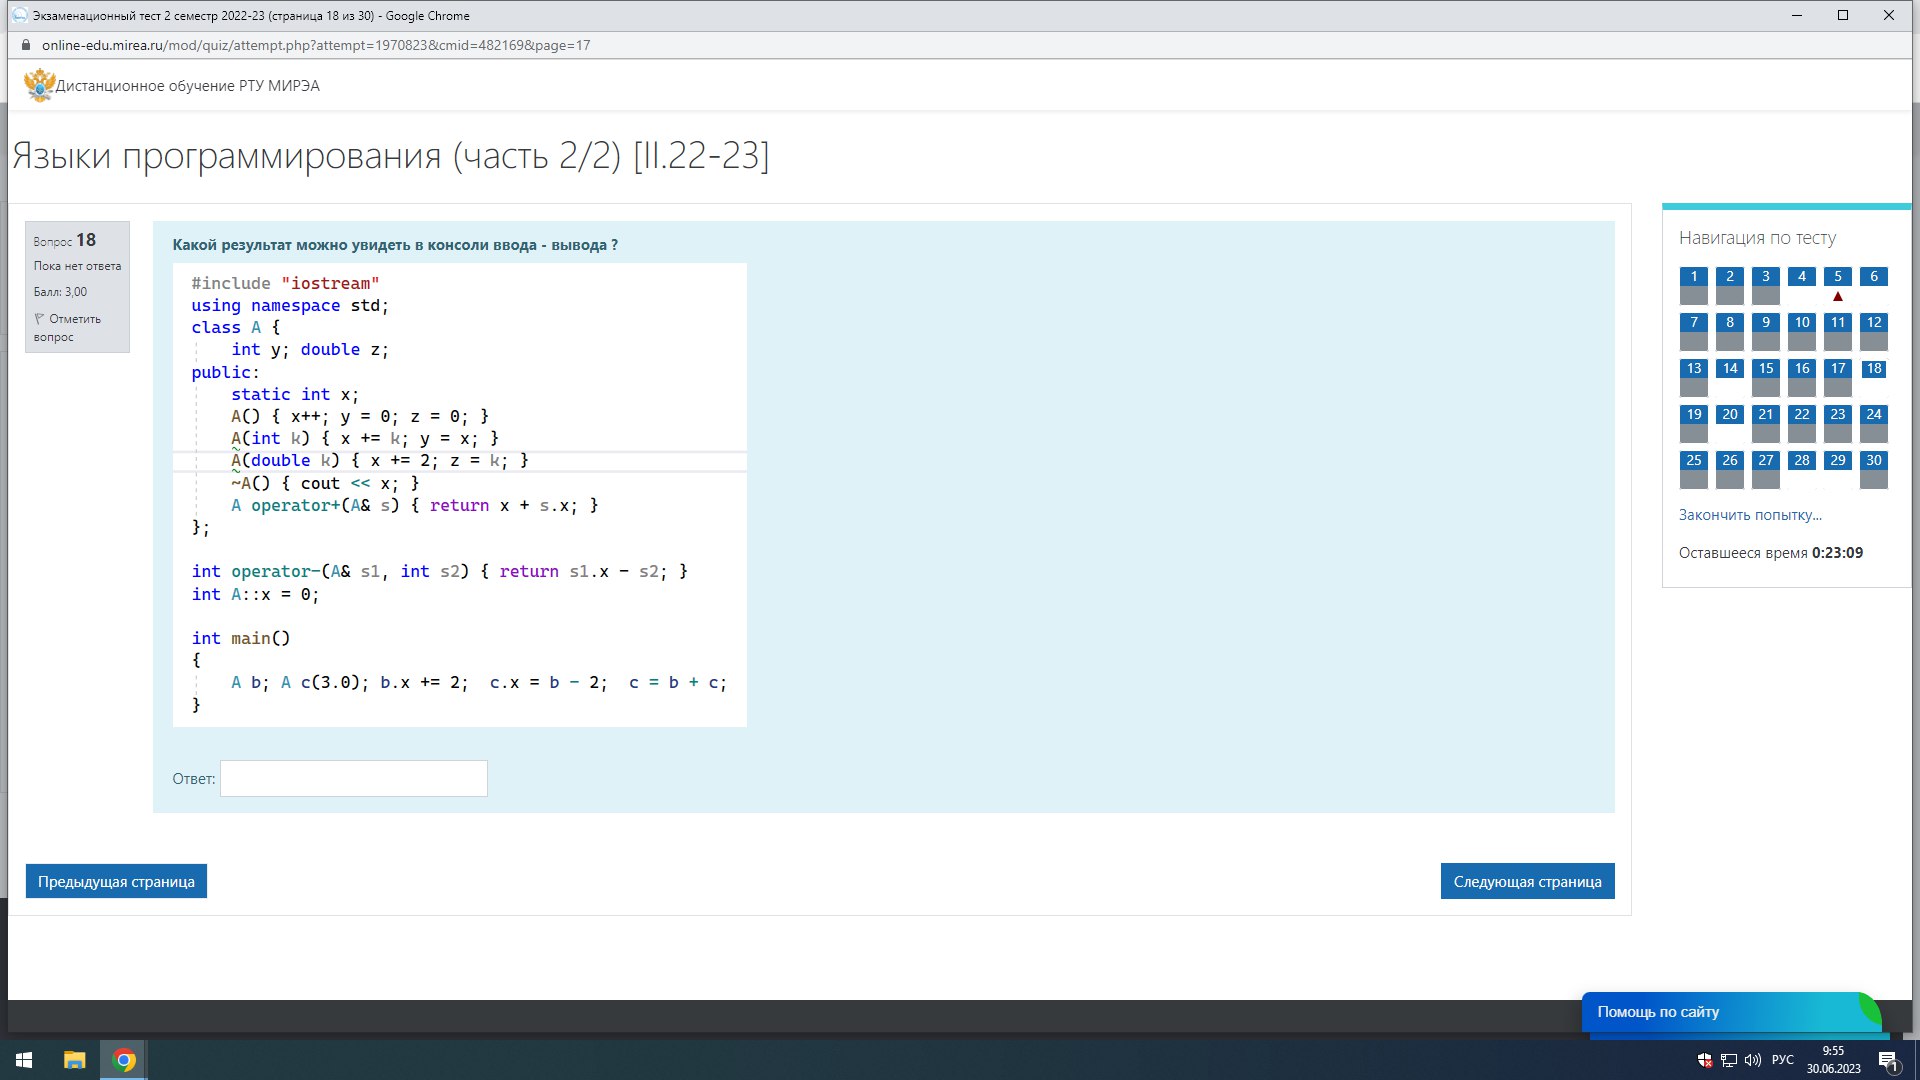 Экзаменационный тест 2 семестр 2022-23 (страница 18 из 30) - Google Chrome
online-edu.mirea.ru/mod/quiz/attempt.php?attempt=1970823&cmid=482169&page=17
Дистанционное обучение РТУ МИРЭА
Языки программирования (часть 2/2) [II.22-23]
Вопрос 18
Пока нет ответа
Балл: 3,00
Отметить
вопрос
Какой результат можно увидеть в консоли ввода - вывода ?
#include "iostream"
using namespace std;
class A {
    int y; double z;
public:
    static int x;
    A() { x++; y = 0; z = 0; }
    A(int k) { x += k; y = x; }
    A(double k) { x += 2; z = k; }
    ~A() { cout << x; }
    A operator+(A& s) { return x + s.x; }
};
int operator-(A& s1, int s2) { return s1.x - s2; }
int A::x = 0;
int main()
{
    A b; A c(3.0); b.x += 2;  c.x = b - 2;  c = b + c;
}
Ответ:
Предыдущая страница
Следующая страница
Навигация по тесту
1 2 3 4 5 6
7 8 9 10 11 12
13 14 15 16 17 18
19 20 21 22 23 24
25 26 27 28 29 30
Закончить попытку...
Оставшееся время 0:23:09
Помощь по сайту
РУС
9:55
30.06.2023
1